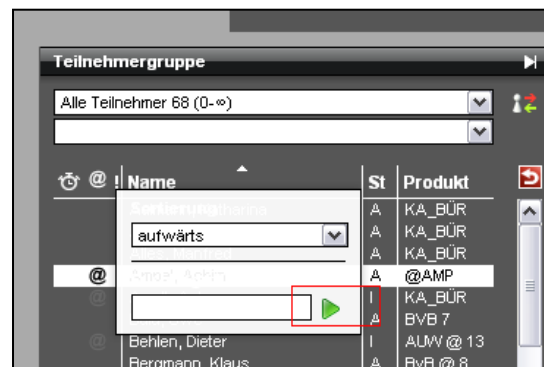 Teilnehmergruppe
Alle Teilnehmer 68 (0-∞)
@ ! Name St Produkt
Sortierung A KA_BÜR
aufwärts A KA_BÜR
A KA_BÜR
@ A @AMP
@ I KA_BÜR
A BVB 7
@ Behlen, Dieter I AUW @ 13
Bergmann, Klaus A BvB @ 8